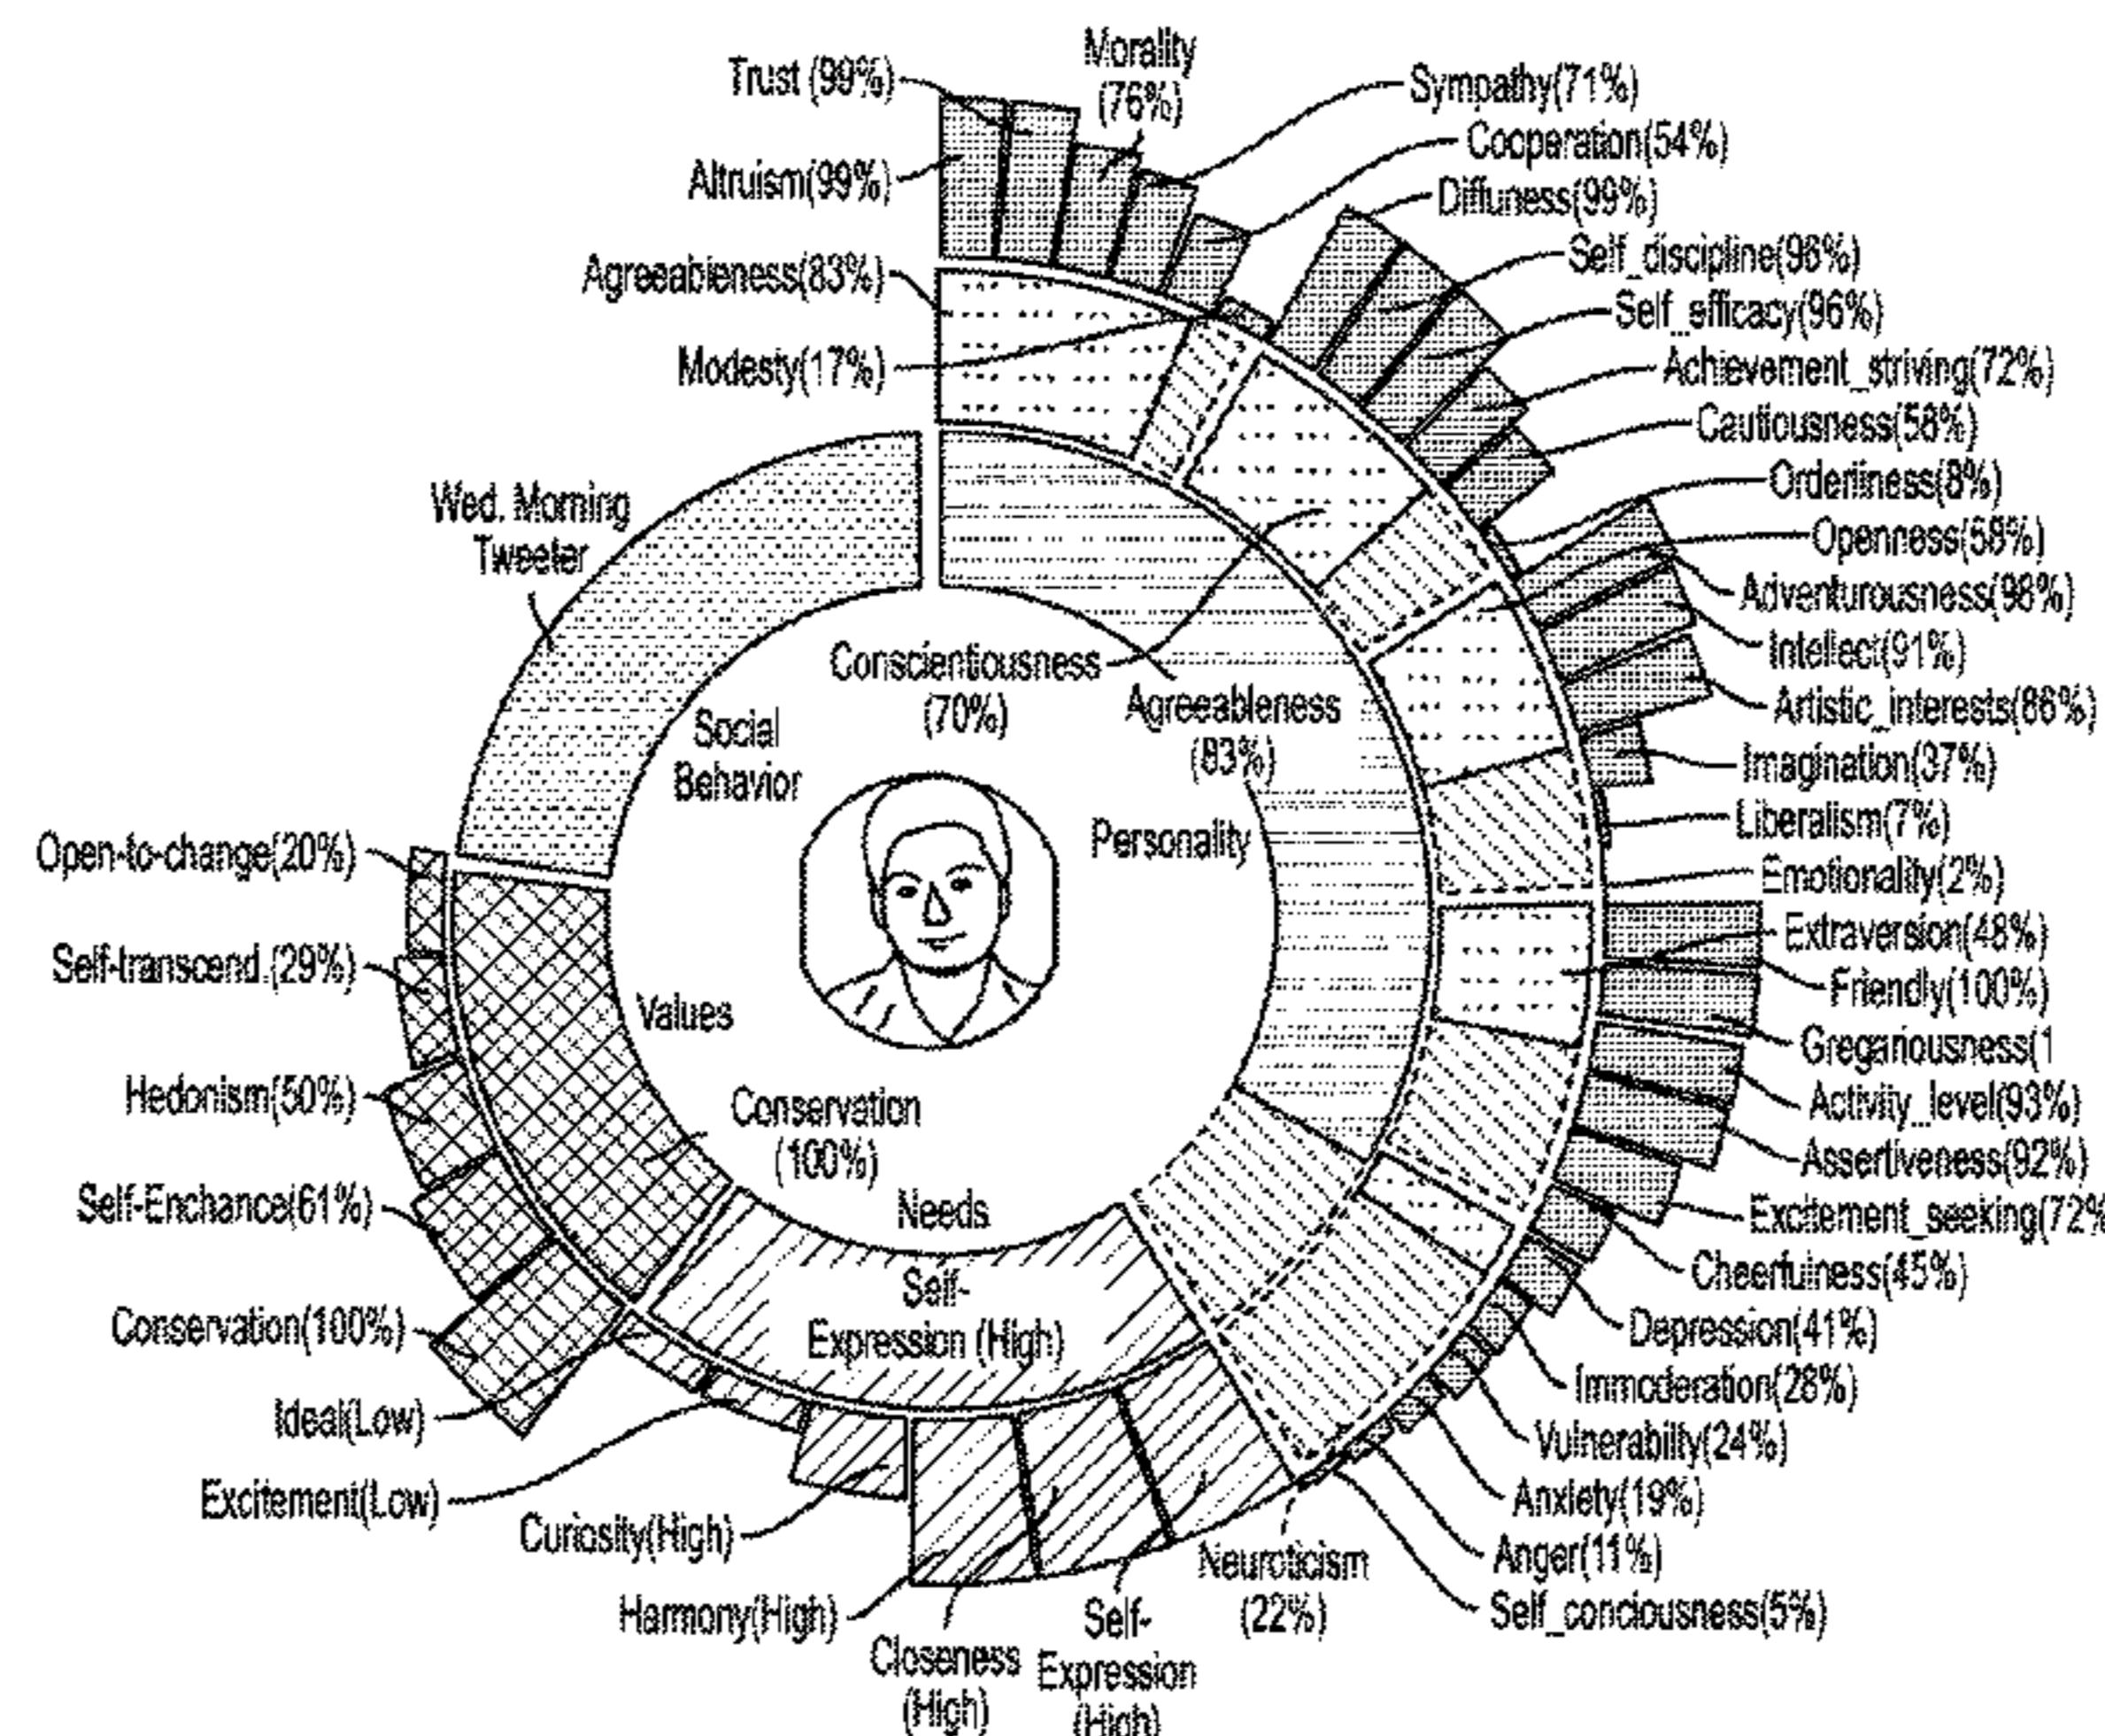 Trust (99%)
Morality
(76%)
Sympathy(71%)
Cooperation(54%)
Altruism(99%)
Diffuness(99%)
Agreeableness(83%)
Self_discipline(96%)
Self_efficacy(96%)
Modesty(17%)
Achievement_striving(72%)
Cautiousness(58%)
Orderliness(8%)
Wed. Morning
Tweeter
Openness(58%)
Adventurousness(98%)
Intellect(91%)
Artistic_interests(86%)
Imagination(37%)
Liberalism(7%)
Emotionality(2%)
Extraversion(48%)
Friendly(100%)
Gregariousness(1
Activity_level(93%)
Assertiveness(92%)
Excitement_seeking(72%
Cheerfulness(45%)
Depression(41%)
Immoderation(28%)
Vulnerabilty(24%)
Anxiety(19%)
Anger(11%)
Self_conciousness(5%)
Conscientiousness
(70%)
Agreeableness
(83%)
Social
Behavior
Personality
Values
Conservation
(100%)
Needs
Self-
Expression (High)
Open-to-change(20%)
Self-transcend.(29%)
Hedonism(50%)
Self-Enchance(61%)
Conservation(100%)
Ideal(Low)
Excitement(Low)
Curiosity(High)
Harmony(High)
Closeness
(High)
Self-
Expression
(High)
Neuroticism
(22%)